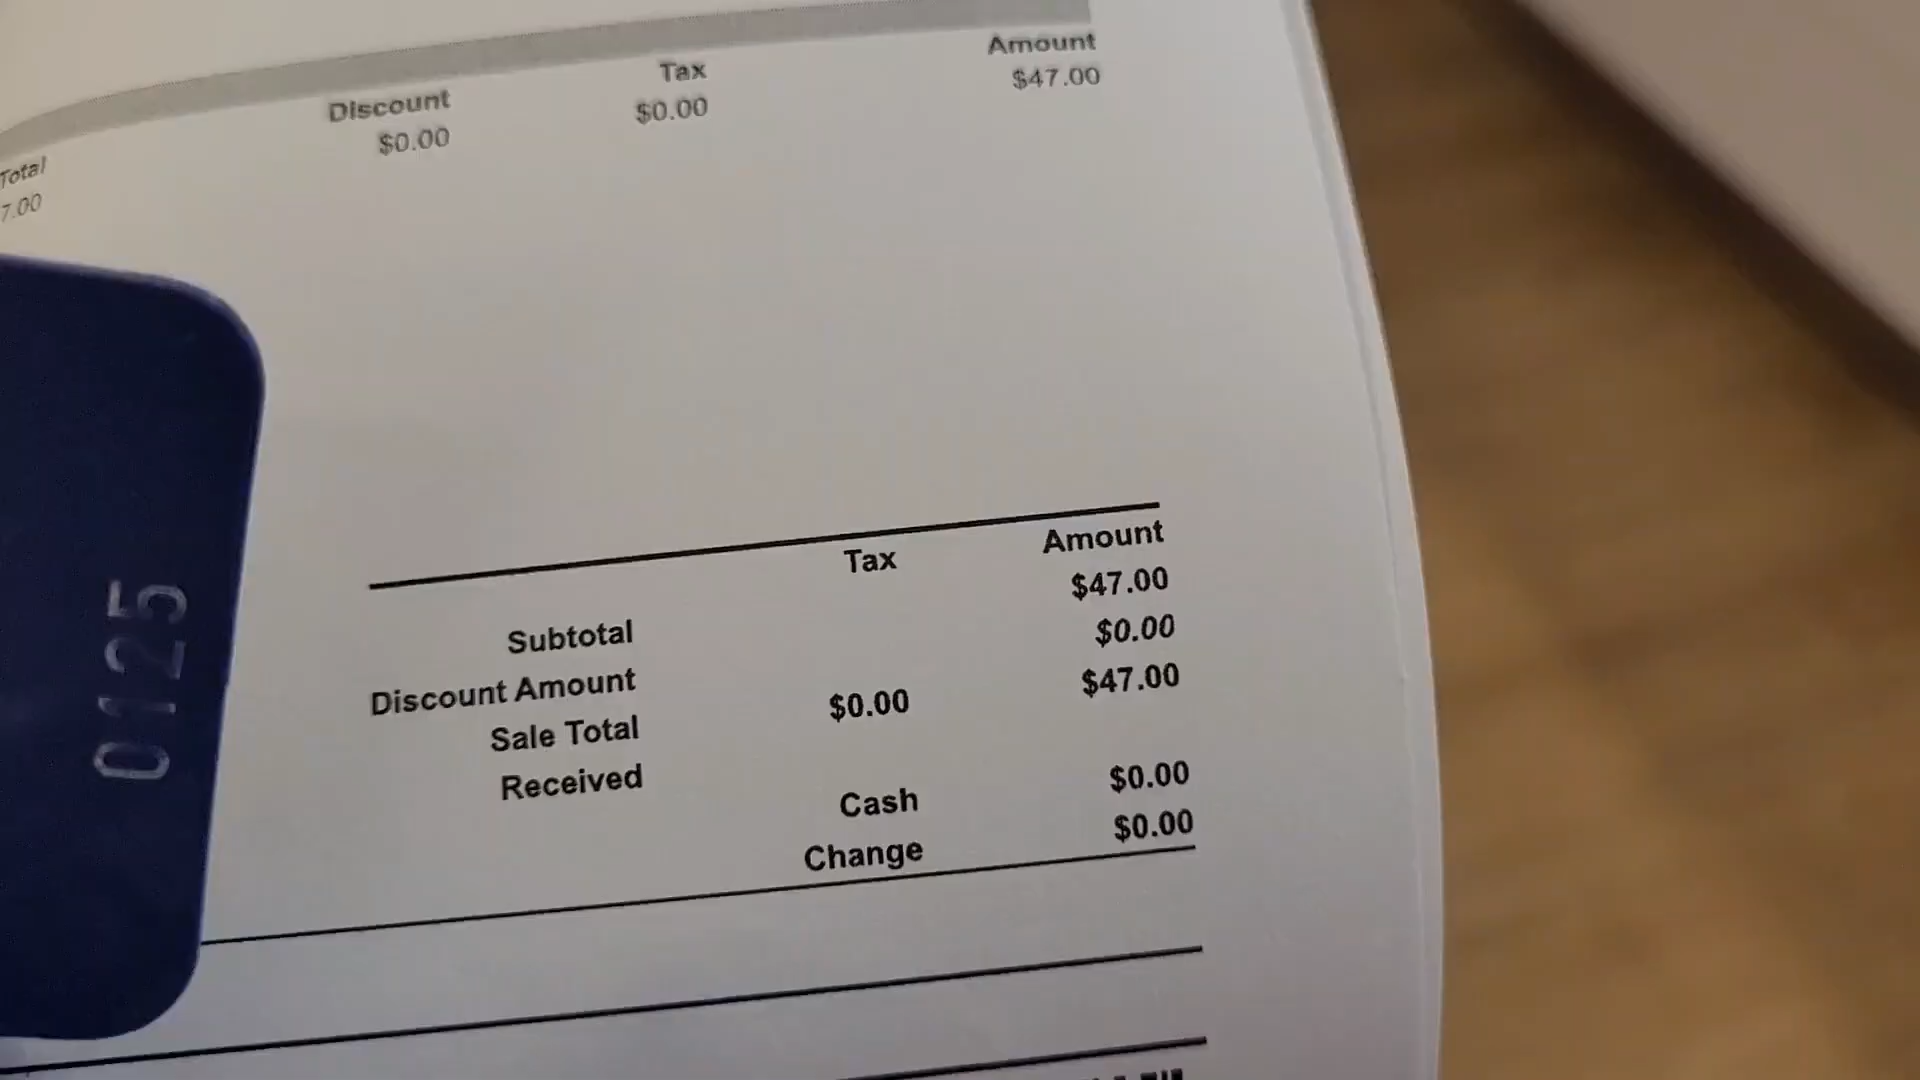 Total Discount Tax Amount
7.00 $0.00 $0.00 $47.00
0125
Tax Amount
Subtotal $47.00
Discount Amount $0.00
Sale Total $0.00 $47.00
Received
Cash $0.00
Change $0.00